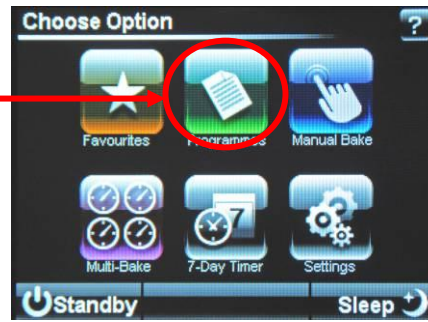 Choose Option ?
Favourites Programmes Manual Bake
7
Multi-Bake 7-Day Timer Settings
Standby Sleep